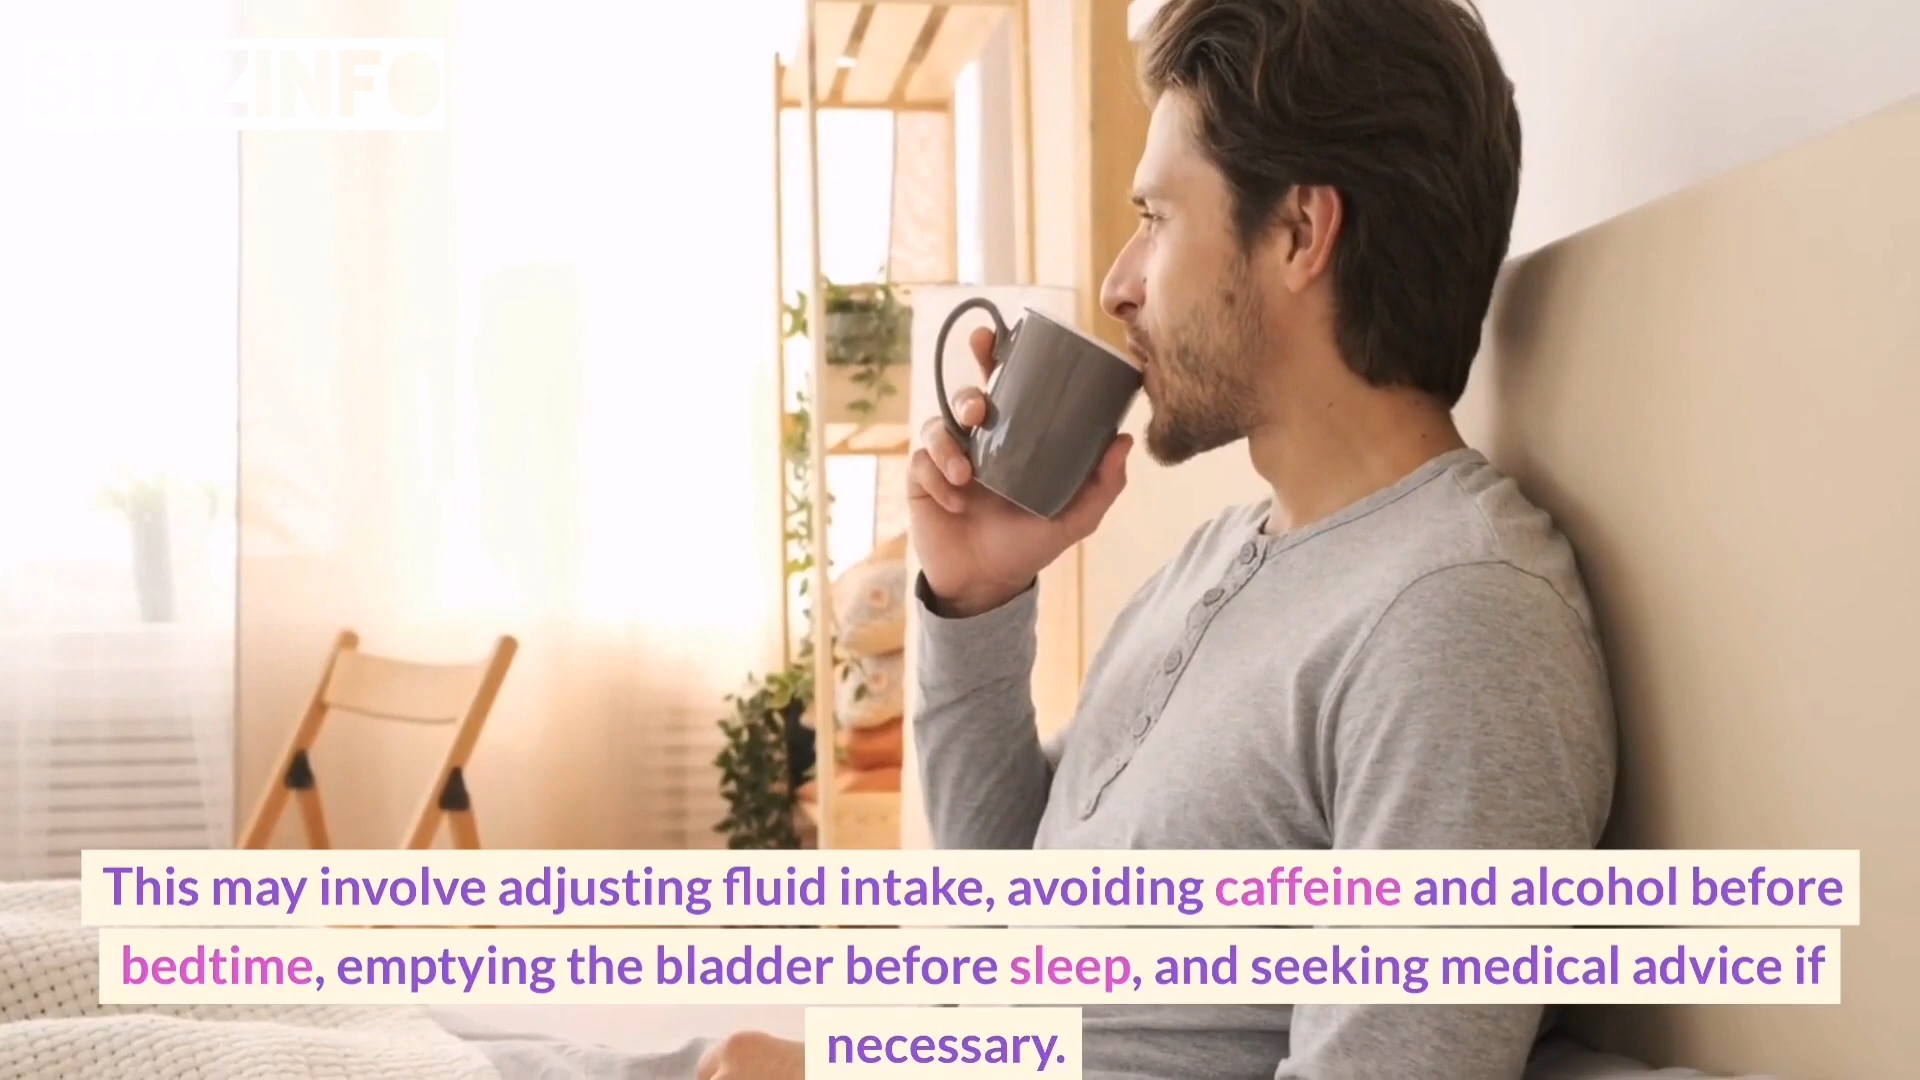 SHAZINFO
This may involve adjusting fluid intake, avoiding caffeine and alcohol before
bedtime, emptying the bladder before sleep, and seeking medical advice if
necessary.